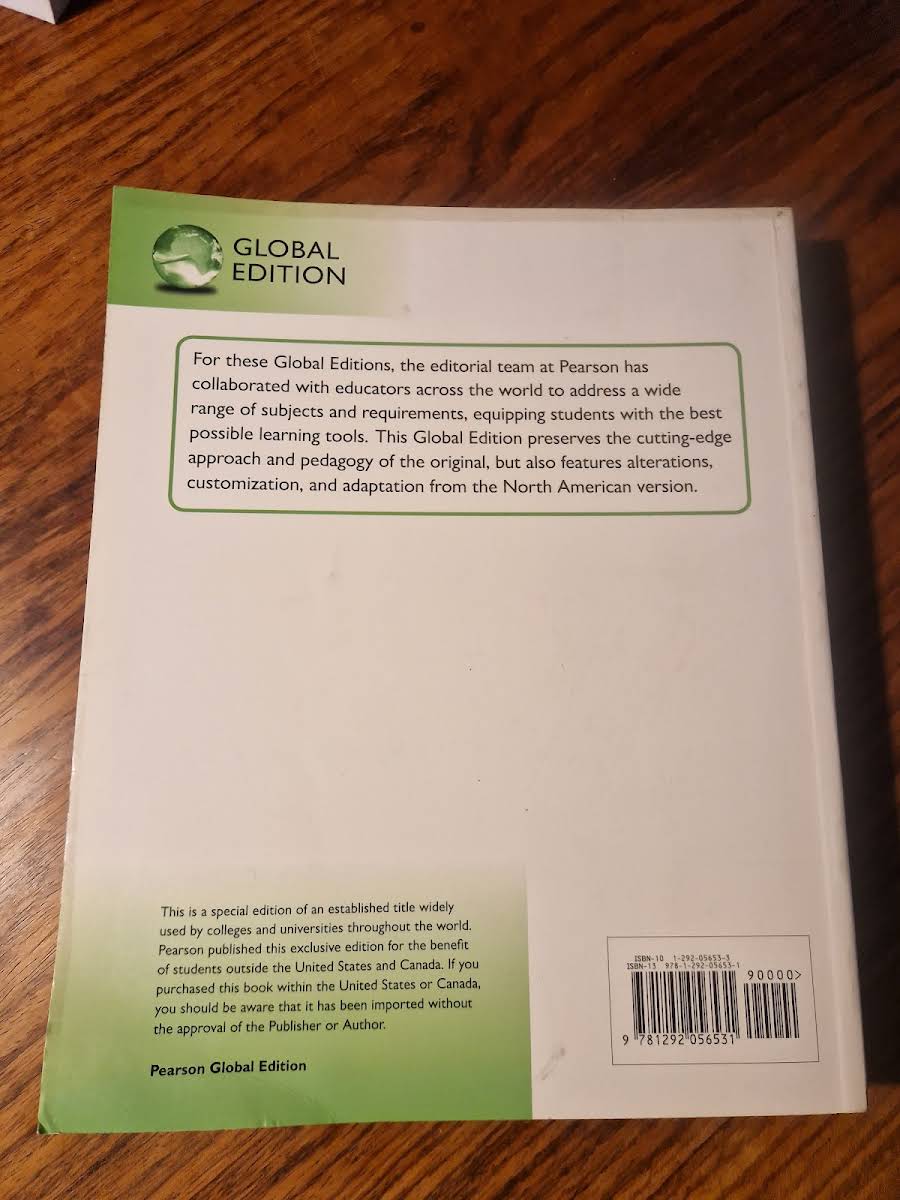 GLOBAL
EDITION
For these Global Editions, the editorial team at Pearson has
collaborated with educators across the world to address a wide
range of subjects and requirements, equipping students with the best
possible learning tools. This Global Edition preserves the cutting-edge
approach and pedagogy of the original, but also features alterations,
customization, and adaptation from the North American version.
This is a special edition of an established title widely
used by colleges and universities throughout the world.
Pearson published this exclusive edition for the benefit
of students outside the United States and Canada. If you
purchased this book within the United States or Canada,
you should be aware that it has been imported without
the approval of the Publisher or Author.
Pearson Global Edition
ISBN-10 1-292-05653-3
ISBN-13 978-1-292-05653-1
90000>
9 781292 056531